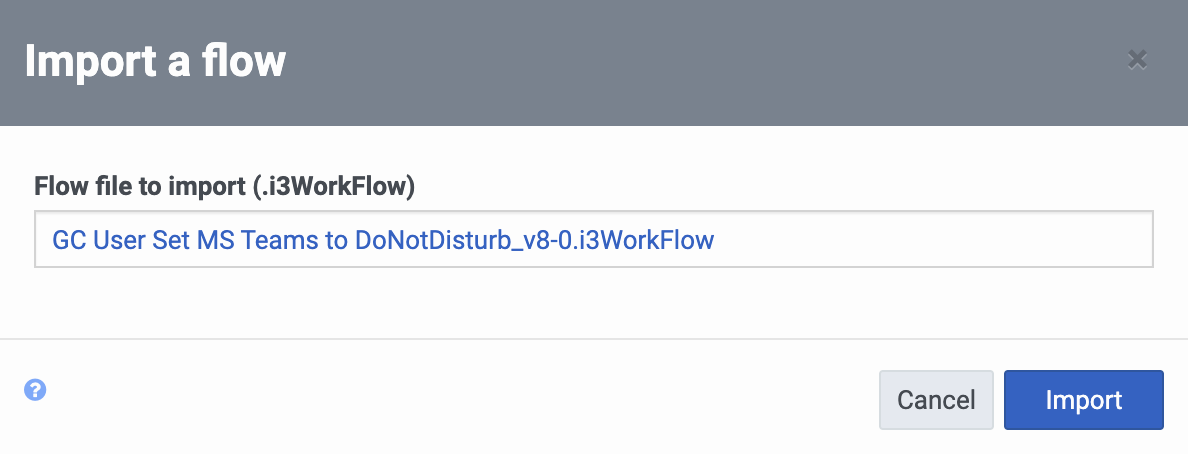 Import a flow
Flow file to import (.i3WorkFlow)
GC User Set MS Teams to DoNotDisturb_v8-0.i3WorkFlow
?
Cancel
Import